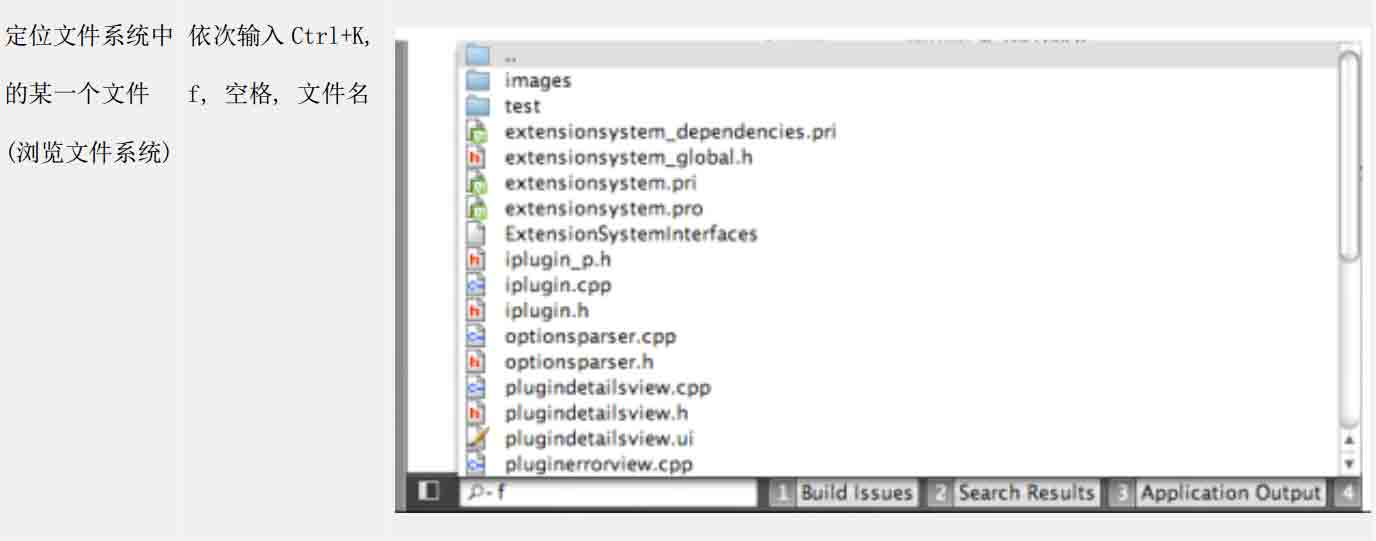 定位文件系统中
的某一个文件
(浏览文件系统)
依次输入 Ctrl+K,
f, 空格, 文件名
..
images
test
extensionsystem_dependencies.pri
extensionsystem_global.h
extensionsystem.pri
extensionsystem.pro
ExtensionSystemInterfaces
iplugin_p.h
iplugin.cpp
iplugin.h
optionsparser.cpp
optionsparser.h
plugindetailsview.cpp
plugindetailsview.h
plugindetailsview.ui
pluginerrorview.cpp
f
1 Build Issues 2 Search Results 3 Application Output 4